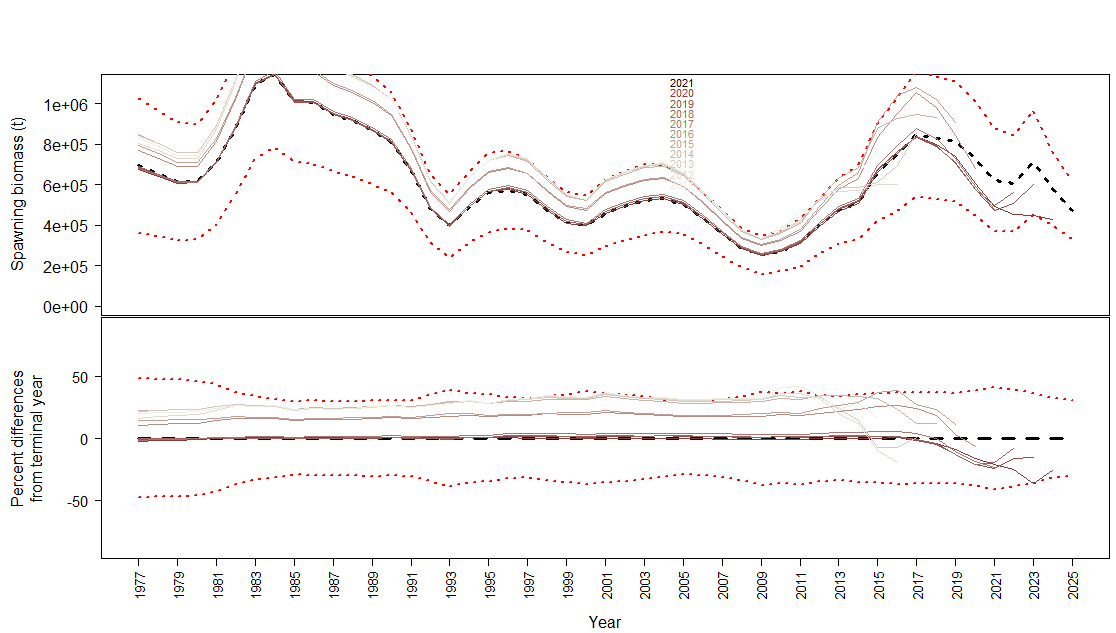 Spawning biomass (t)
1e+06
8e+05
6e+05
4e+05
2e+05
0e+00
2021
2020
2019
2018
2017
2016
2015
2014
2013
2012
Percent differences
from terminal year
50
0
-50
1977 1979 1981 1983 1985 1987 1989 1991 1993 1995 1997 1999 2001 2003 2005 2007 2009 2011 2013 2015 2017 2019 2021 2023 2025
Year